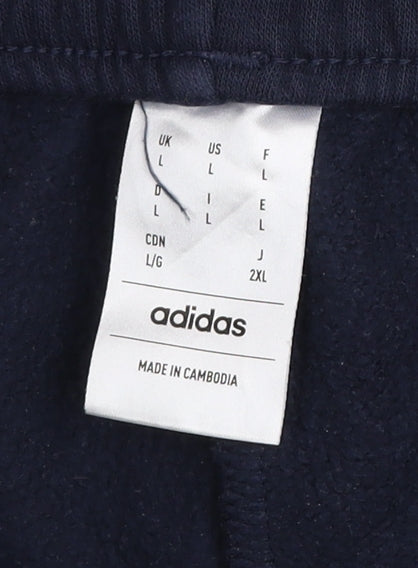 UK US F
L L L
D I E
L L L
CDN J
L/G 2XL
adidas
MADE IN CAMBODIA